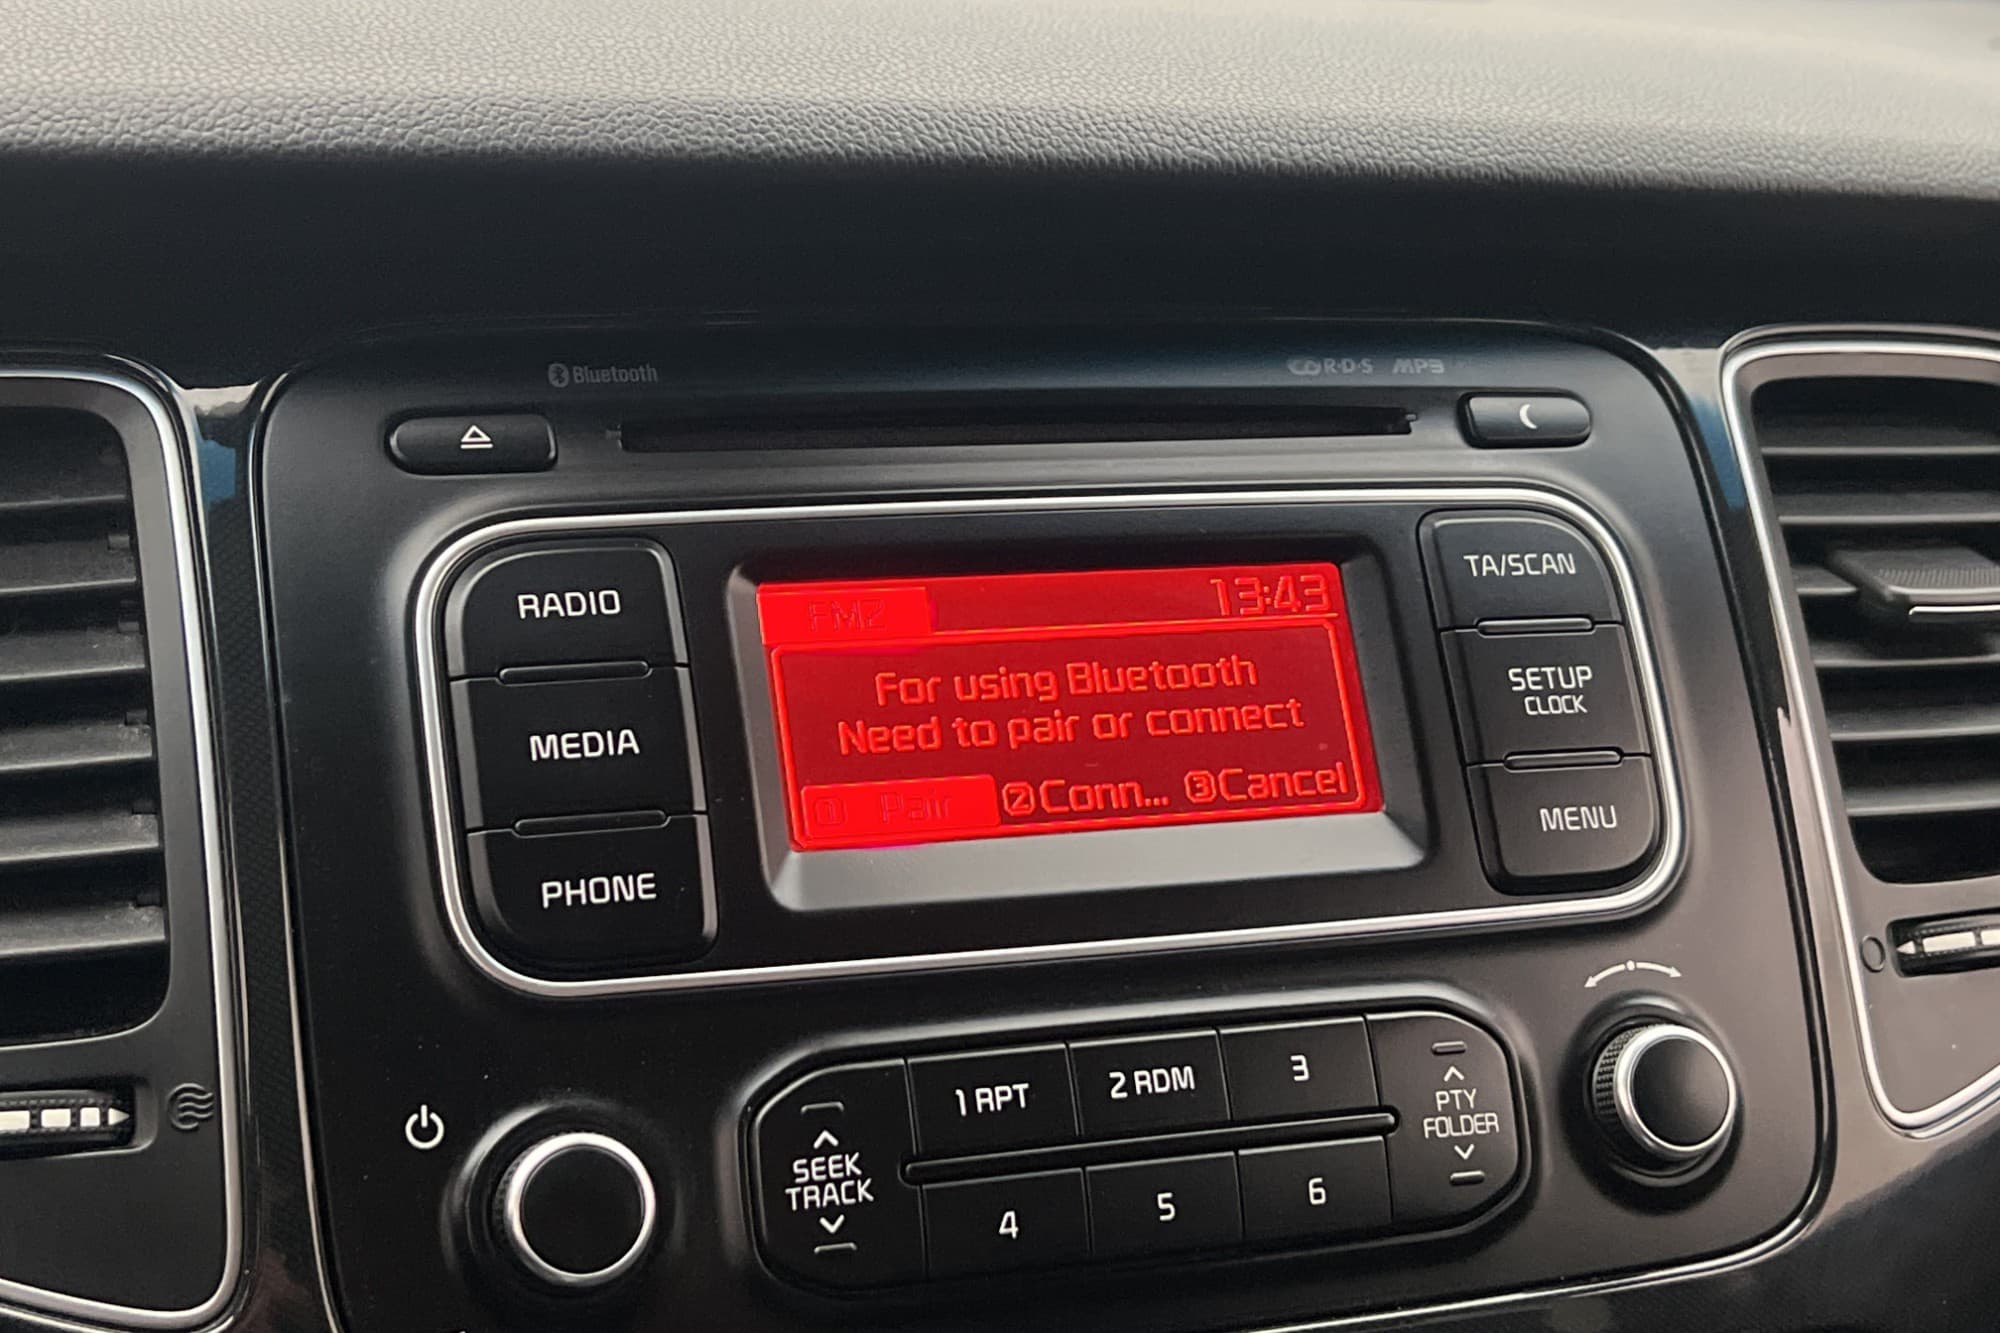 Bluetooth
R·D·S MP3
RADIO
MEDIA
PHONE
FM2 13:43
For using Bluetooth
Need to pair or connect
1 Pair 2 Conn... 3 Cancel
TA/SCAN
SETUP
CLOCK
MENU
SEEK
TRACK
1 RPT
2 RDM
3
4
5
6
PTY
FOLDER